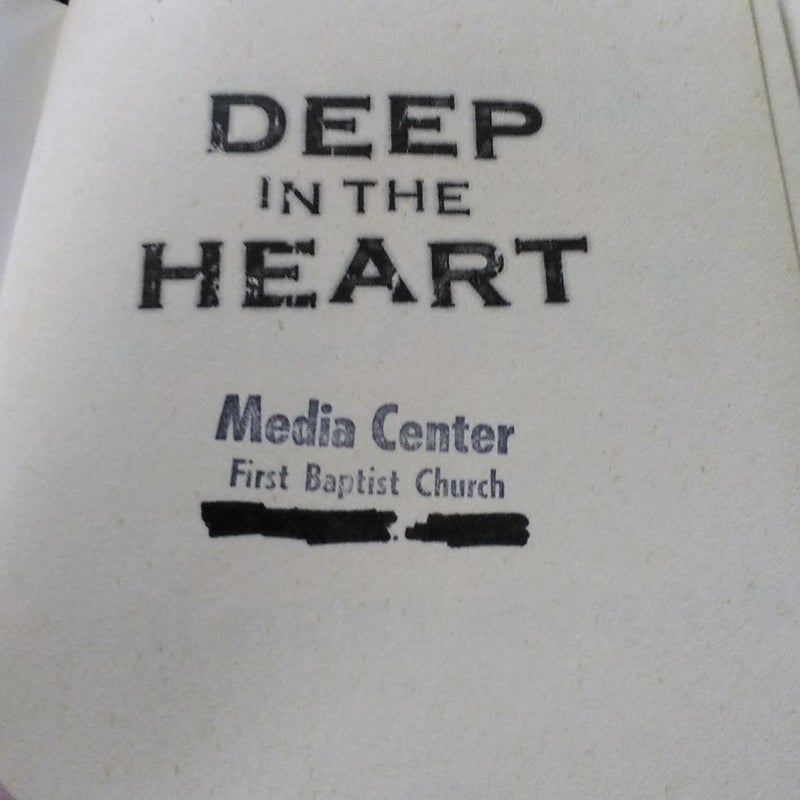 DEEP
IN THE
HEART
Media Center
First Baptist Church